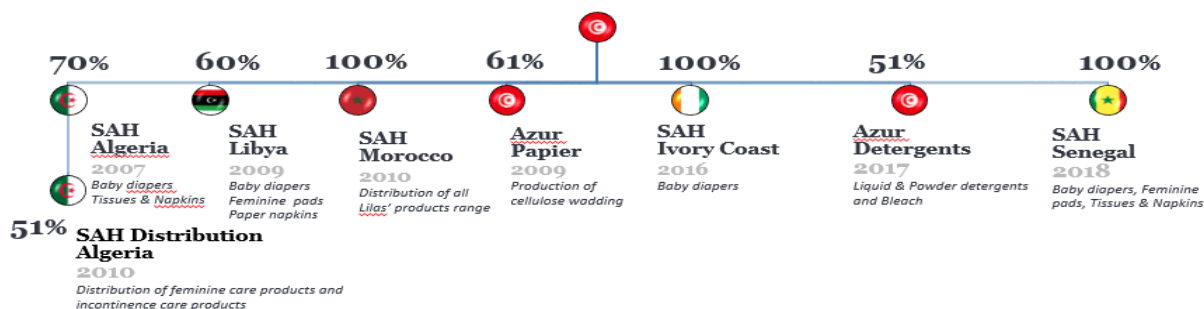 70%
60%
100%
61%
100%
51%
100%
SAH
Algeria
2007
Baby diapers
Tissues & Napkins
SAH
Libya
2009
Baby diapers
Feminine pads
Paper napkins
SAH
Morocco
2010
Distribution of all
Lilas' products range
Azur
Papier
2009
Production of
cellulose wadding
SAH
Ivory Coast
2016
Baby diapers
Azur
Detergents
2017
Liquid & Powder detergents
and Bleach
SAH
Senegal
2018
Baby diapers, Feminine
pads, Tissues & Napkins
51%
SAH Distribution
Algeria
2010
Distribution of feminine care products and
incontinence care products